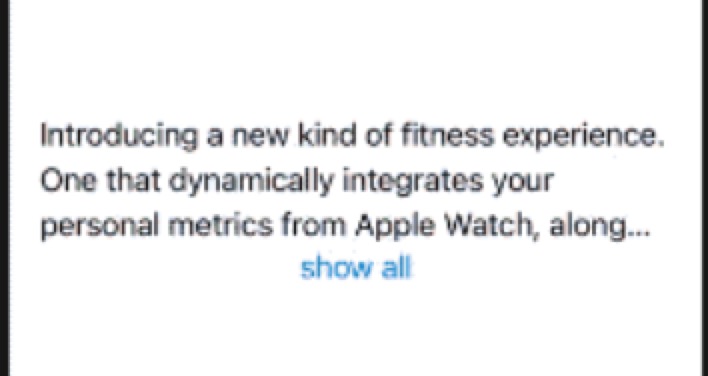 Introducing a new kind of fitness experience.
One that dynamically integrates your
personal metrics from Apple Watch, along...
show all